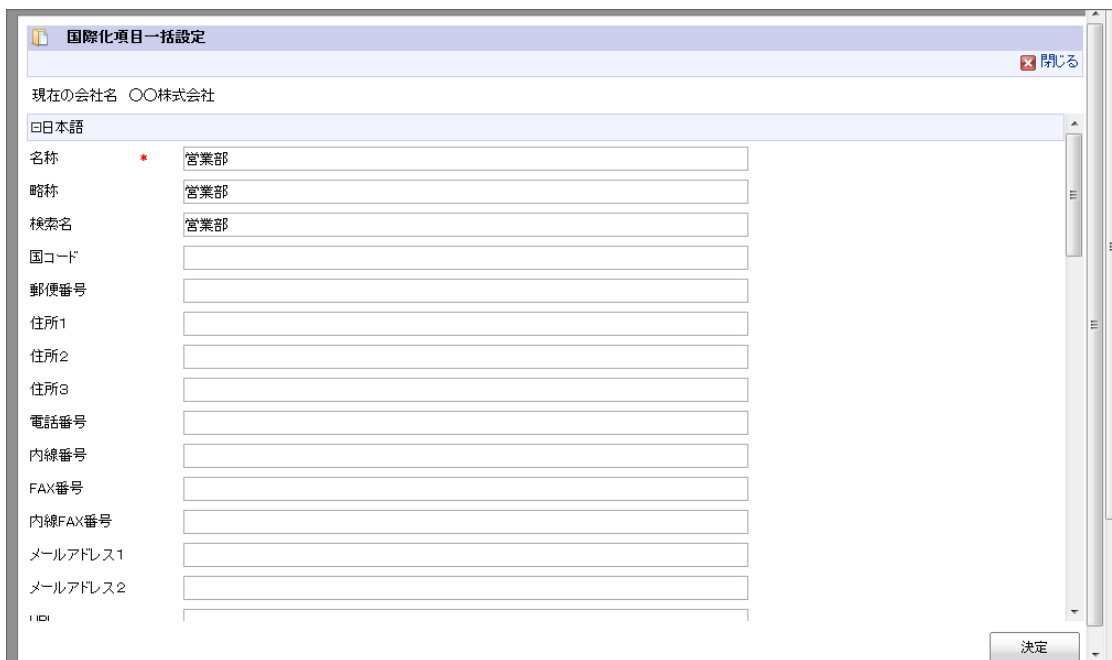 国際化項目一括設定
閉じる
現在の会社名 〇〇株式会社
日本語
名称 * 営業部
略称 営業部
検索名 営業部
国コード
郵便番号
住所1
住所2
住所3
電話番号
内線番号
FAX番号
内線FAX番号
メールアドレス1
メールアドレス2
URL
決定